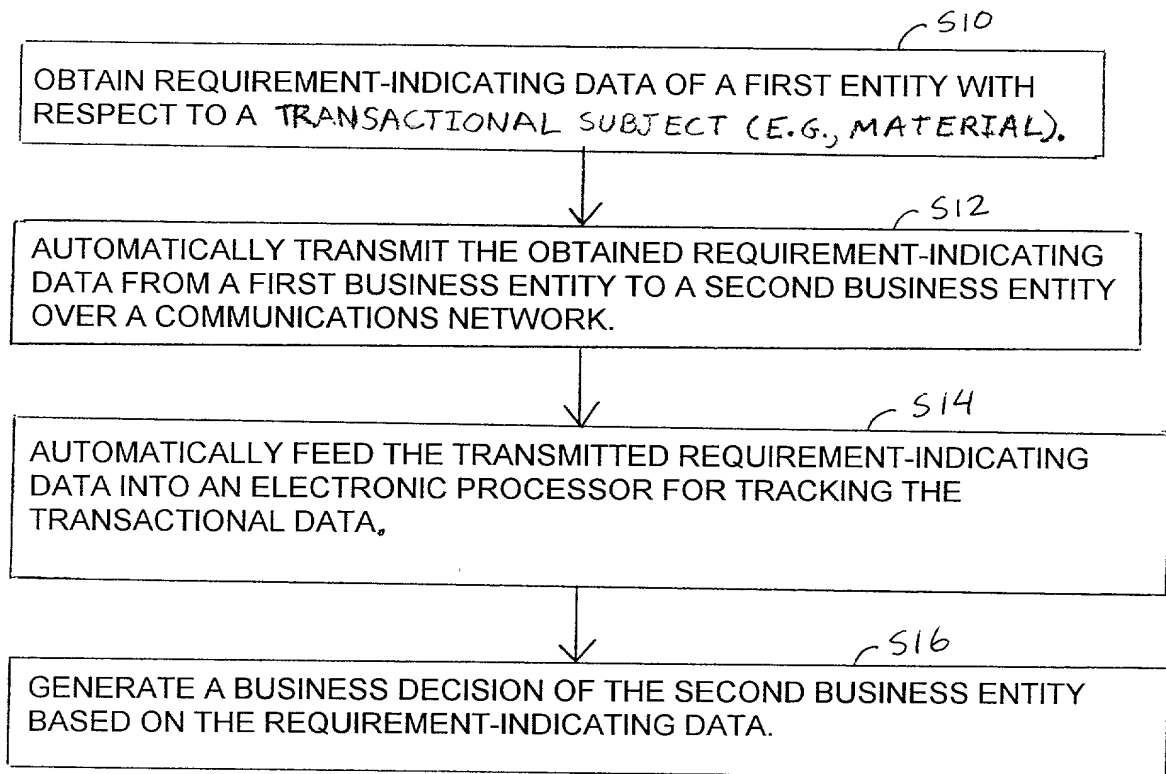 S10
OBTAIN REQUIREMENT-INDICATING DATA OF A FIRST ENTITY WITH
RESPECT TO A TRANSACTIONAL SUBJECT (E.G., MATERIAL).
S12
AUTOMATICALLY TRANSMIT THE OBTAINED REQUIREMENT-INDICATING
DATA FROM A FIRST BUSINESS ENTITY TO A SECOND BUSINESS ENTITY
OVER A COMMUNICATIONS NETWORK.
S14
AUTOMATICALLY FEED THE TRANSMITTED REQUIREMENT-INDICATING
DATA INTO AN ELECTRONIC PROCESSOR FOR TRACKING THE
TRANSACTIONAL DATA.
S16
GENERATE A BUSINESS DECISION OF THE SECOND BUSINESS ENTITY
BASED ON THE REQUIREMENT-INDICATING DATA.